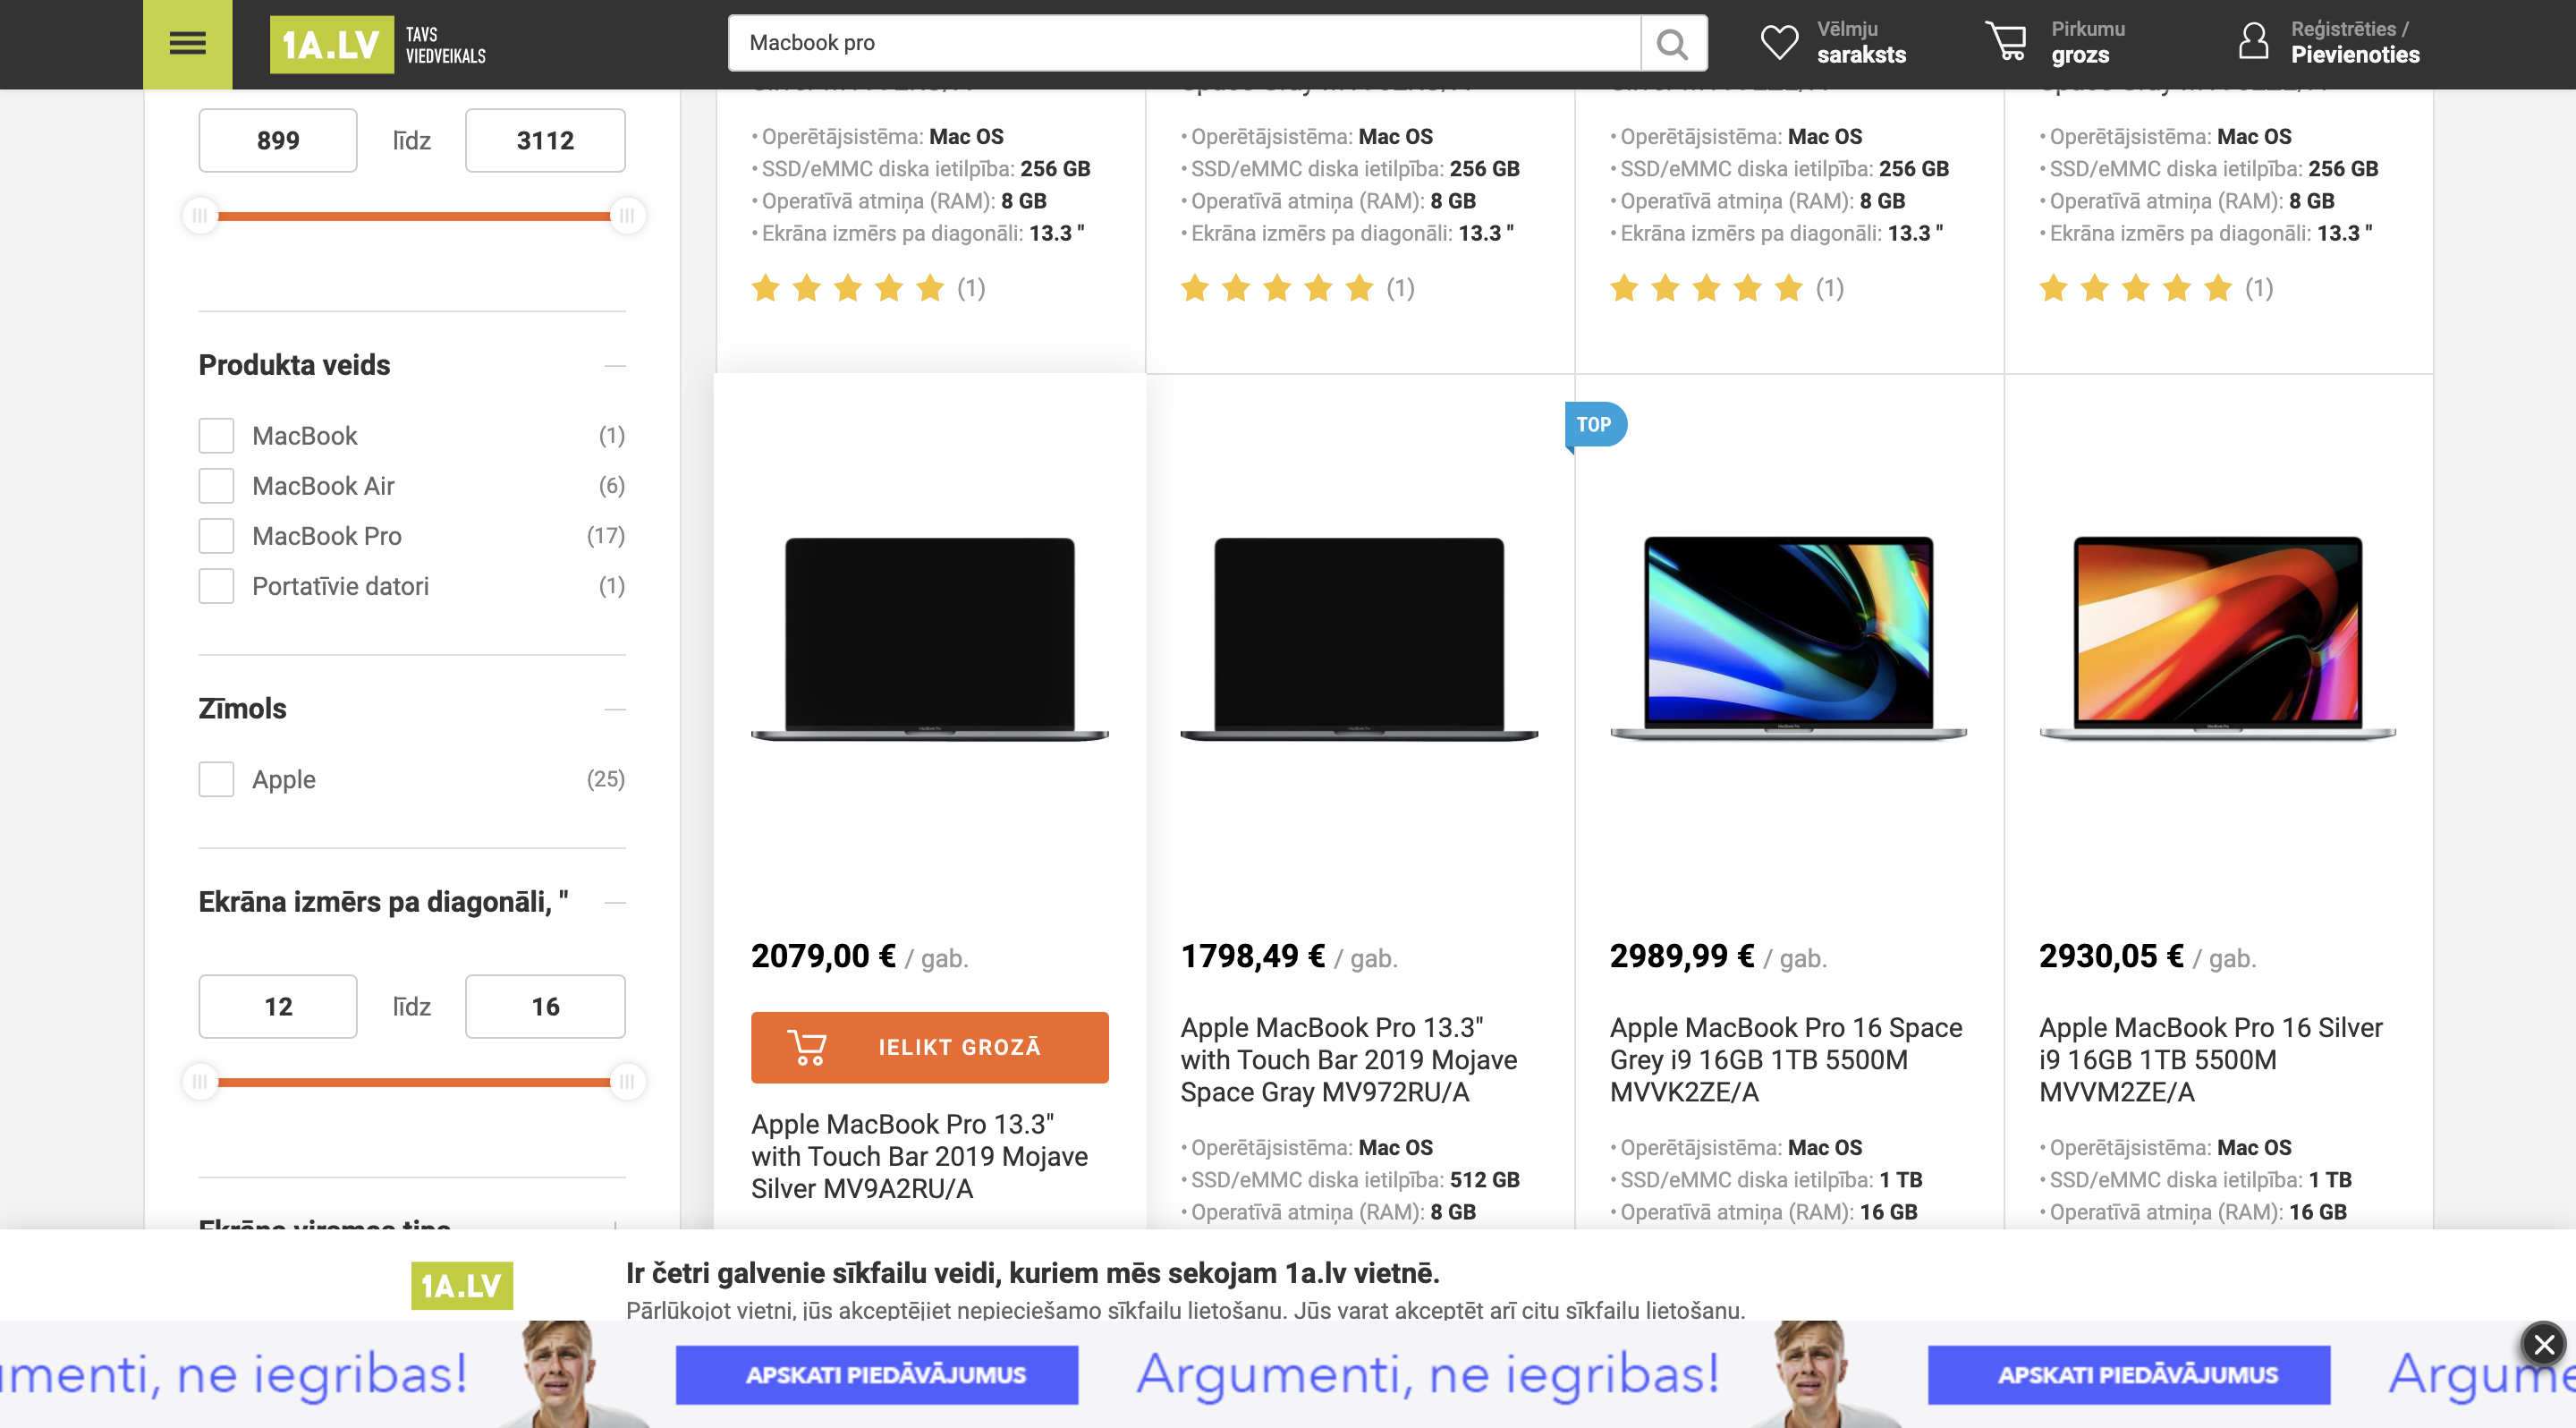 1A.LV
TAVS
VIEDVEIKALS
Macbook pro
Vēlmju
saraksts
Pirkumu
grozs
Reģistrēties /
Pievienoties
899 līdz 3112
Produkta veids
MacBook (1)
MacBook Air (6)
MacBook Pro (17)
Portatīvie datori (1)
Zīmols
Apple (25)
Ekrāna izmērs pa diagonāli, "
12 līdz 16
• Operētājsistēma: Mac OS
• SSD/eMMC diska ietilpība: 256 GB
• Operatīvā atmiņa (RAM): 8 GB
• Ekrāna izmērs pa diagonāli: 13.3 "
(1)
• Operētājsistēma: Mac OS
• SSD/eMMC diska ietilpība: 256 GB
• Operatīvā atmiņa (RAM): 8 GB
• Ekrāna izmērs pa diagonāli: 13.3 "
(1)
• Operētājsistēma: Mac OS
• SSD/eMMC diska ietilpība: 256 GB
• Operatīvā atmiņa (RAM): 8 GB
• Ekrāna izmērs pa diagonāli: 13.3 "
(1)
• Operētājsistēma: Mac OS
• SSD/eMMC diska ietilpība: 256 GB
• Operatīvā atmiņa (RAM): 8 GB
• Ekrāna izmērs pa diagonāli: 13.3 "
(1)
2079,00 € / gab.
IELIKT GROZĀ
Apple MacBook Pro 13.3"
with Touch Bar 2019 Mojave
Silver MV9A2RU/A
1798,49 € / gab.
Apple MacBook Pro 13.3"
with Touch Bar 2019 Mojave
Space Gray MV972RU/A
• Operētājsistēma: Mac OS
• SSD/eMMC diska ietilpība: 512 GB
• Operatīvā atmiņa (RAM): 8 GB
TOP
2989,99 € / gab.
Apple MacBook Pro 16 Space
Grey i9 16GB 1TB 5500M
MVVK2ZE/A
• Operētājsistēma: Mac OS
• SSD/eMMC diska ietilpība: 1 TB
• Operatīvā atmiņa (RAM): 16 GB
2930,05 € / gab.
Apple MacBook Pro 16 Silver
i9 16GB 1TB 5500M
MVVM2ZE/A
• Operētājsistēma: Mac OS
• SSD/eMMC diska ietilpība: 1 TB
• Operatīvā atmiņa (RAM): 16 GB
1A.LV
Ir četri galvenie sīkfailu veidi, kuriem mēs sekojam 1a.lv vietnē.
Pārlūkojot vietni, jūs akceptējiet nepieciešamo sīkfailu lietošanu. Jūs varat akceptēt arī citu sīkfailu lietošanu.
umenti, ne iegribas!
APSKATI PIEDĀVĀJUMUS
Argumenti, ne iegribas!
APSKATI PIEDĀVĀJUMUS
Argume